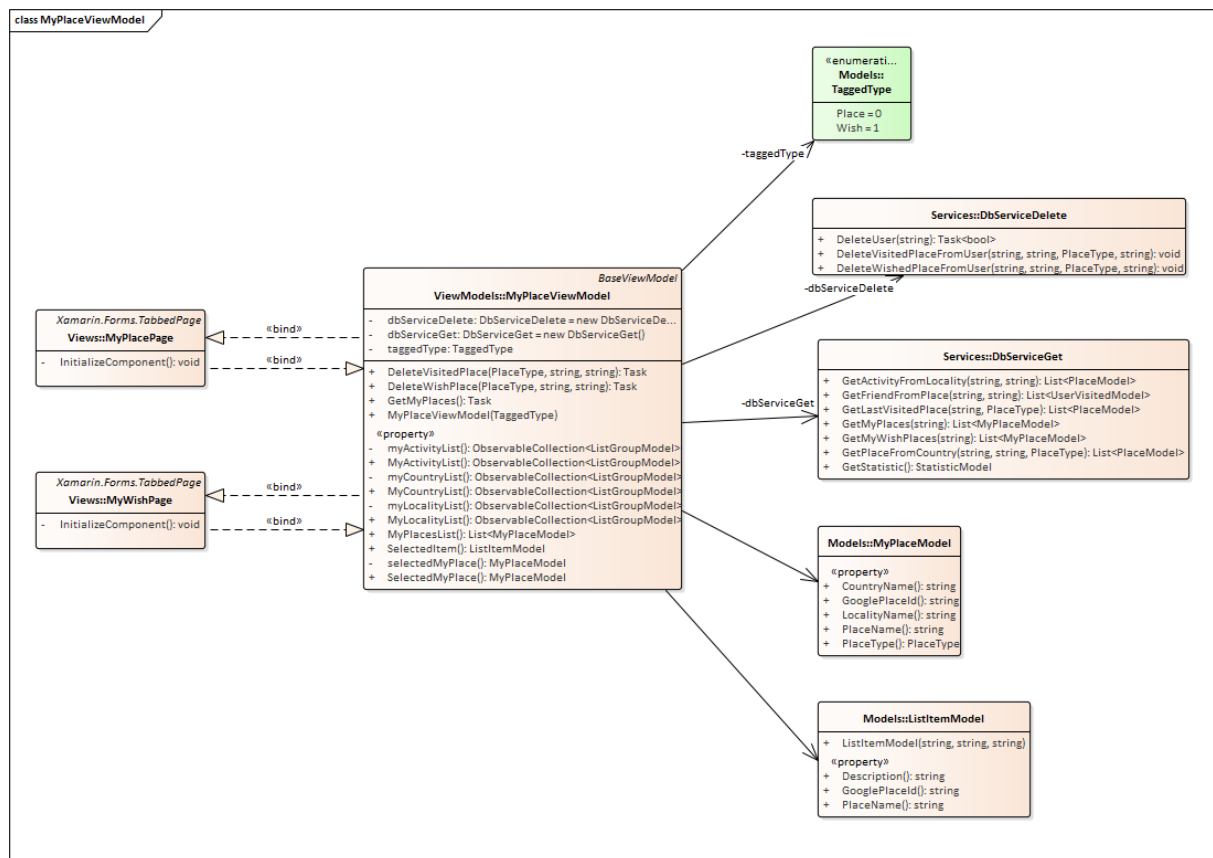 class MyPlaceViewModel
«enumerati...
Models::
TaggedType
Place = 0
Wish = 1
-taggedType
Services::DbServiceDelete
+ DeleteUser(string): Task<bool>
+ DeleteVisitedPlaceFromUser(string, string, PlaceType, string): void
+ DeleteWishedPlaceFromUser(string, string, PlaceType, string): void
-dbServiceDelete
BaseViewModel
ViewModels::MyPlaceViewModel
- dbServiceDelete: DbServiceDelete = new DbServiceDe...
- dbServiceGet: DbServiceGet = new DbServiceGet()
- taggedType: TaggedType
+ DeleteVisitedPlace(PlaceType, string, string): Task
+ DeleteWishPlace(PlaceType, string, string): Task
+ GetMyPlaces(): Task
+ MyPlaceViewModel(TaggedType)
«property»
- myActivityList(): ObservableCollection<ListGroupModel>
+ MyActivityList(): ObservableCollection<ListGroupModel>
- myCountryList(): ObservableCollection<ListGroupModel>
+ MyCountryList(): ObservableCollection<ListGroupModel>
- myLocalityList(): ObservableCollection<ListGroupModel>
+ MyLocalityList(): ObservableCollection<ListGroupModel>
+ MyPlacesList(): List<MyPlaceModel>
+ SelectedItem(): ListItemModel
- selectedMyPlace(): MyPlaceModel
+ SelectedMyPlace(): MyPlaceModel
Xamarin.Forms.TabbedPage
Views::MyPlacePage
- InitializeComponent(): void
«bind»
«bind»
Xamarin.Forms.TabbedPage
Views::MyWishPage
- InitializeComponent(): void
«bind»
«bind»
-dbServiceGet
Services::DbServiceGet
+ GetActivityFromLocality(string, string): List<PlaceModel>
+ GetFriendFromPlace(string, string): List<UserVisitedModel>
+ GetLastVisitedPlace(string, PlaceType): List<PlaceModel>
+ GetMyPlaces(string): List<MyPlaceModel>
+ GetMyWishPlaces(string): List<MyPlaceModel>
+ GetPlaceFromCountry(string, string, PlaceType): List<PlaceModel>
+ GetStatistic(): StatisticModel
Models::MyPlaceModel
«property»
+ CountryName(): string
+ GooglePlaceId(): string
+ LocalityName(): string
+ PlaceName(): string
+ PlaceType(): PlaceType
Models::ListItemModel
+ ListItemModel(string, string, string)
«property»
+ Description(): string
+ GooglePlaceId(): string
+ PlaceName(): string